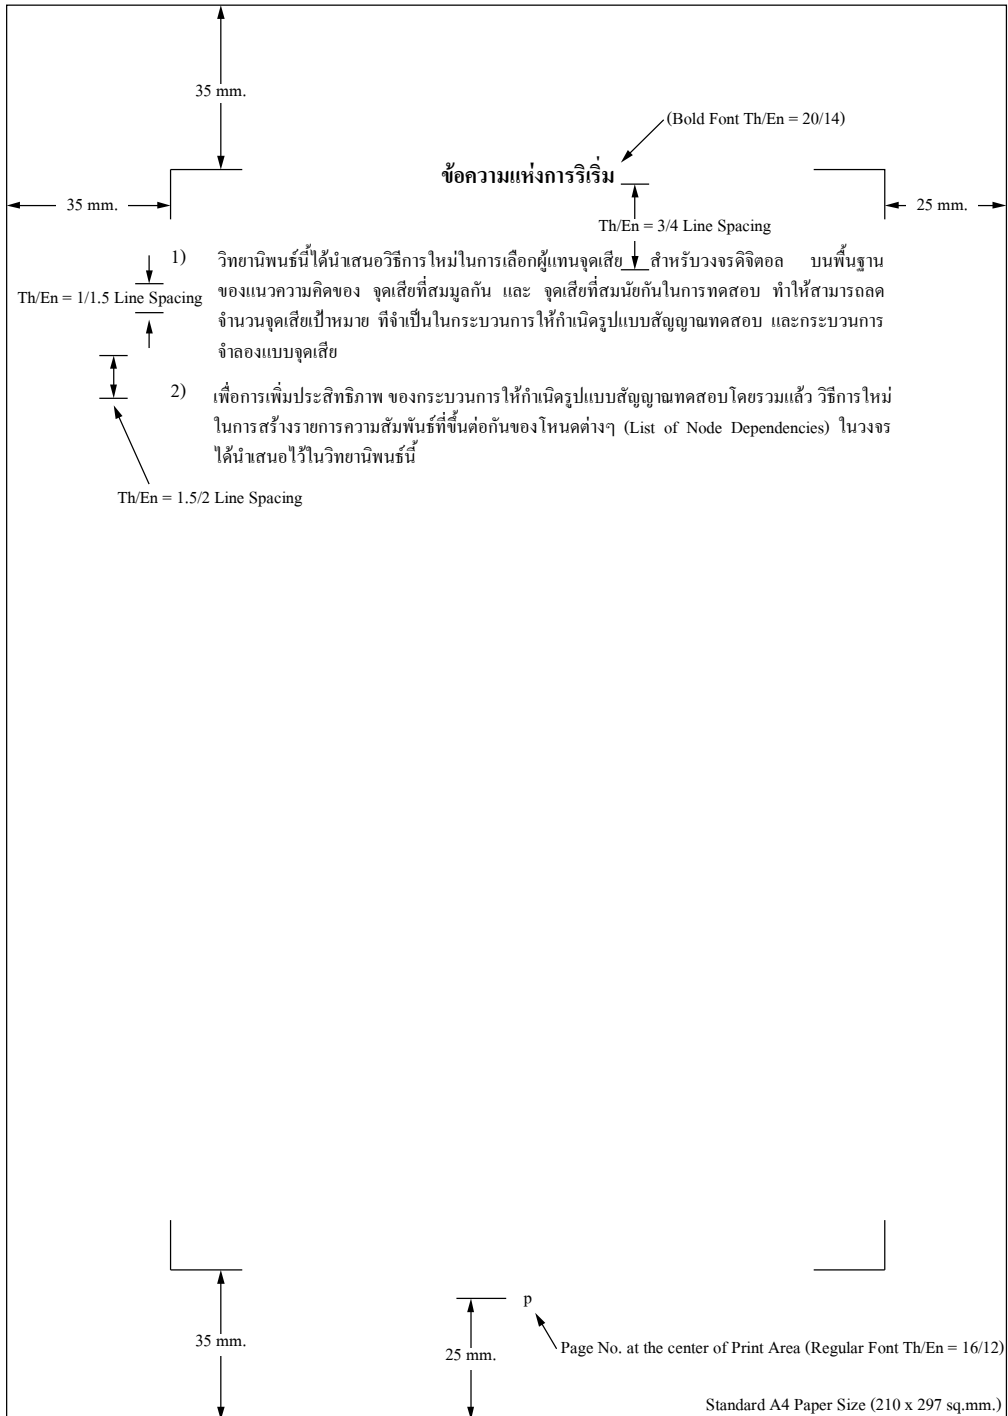 35 mm.
(Bold Font Th/En = 20/14)
ข้อความแห่งการริเริ่ม
35 mm.
25 mm.
Th/En = 3/4 Line Spacing
1) วิทยานิพนธ์นี้ได้นำเสนอวิธีการใหม่ในการเลือกผู้แทนจุดเสีย สำหรับวงจรดิจิตอล บนพื้นฐาน
Th/En = 1/1.5 Line Spacing
ของแนวความคิดของ จุดเสียที่สมมูลกัน และ จุดเสียที่สมนัยกันในการทดสอบ ทำให้สามารถลด
จำนวนจุดเสียเป้าหมาย ทีจำเป็นในกระบวนการให้กำเนิดรูปแบบสัญญาณทดสอบ และกระบวนการ
จำลองแบบจุดเสีย
2) เพื่อการเพิ่มประสิทธิภาพ ของกระบวนการให้กำเนิดรูปแบบสัญญาณทดสอบโดยรวมแล้ว วิธีการใหม่
ในการสร้างรายการความสัมพันธ์ที่ขึ้นต่อกันของโหนดต่างๆ (List of Node Dependencies) ในวงจร
ได้นำเสนอไว้ในวิทยานิพนธ์นี้
Th/En = 1.5/2 Line Spacing
p
35 mm.
25 mm.
Page No. at the center of Print Area (Regular Font Th/En = 16/12)
Standard A4 Paper Size (210 x 297 sq.mm.)